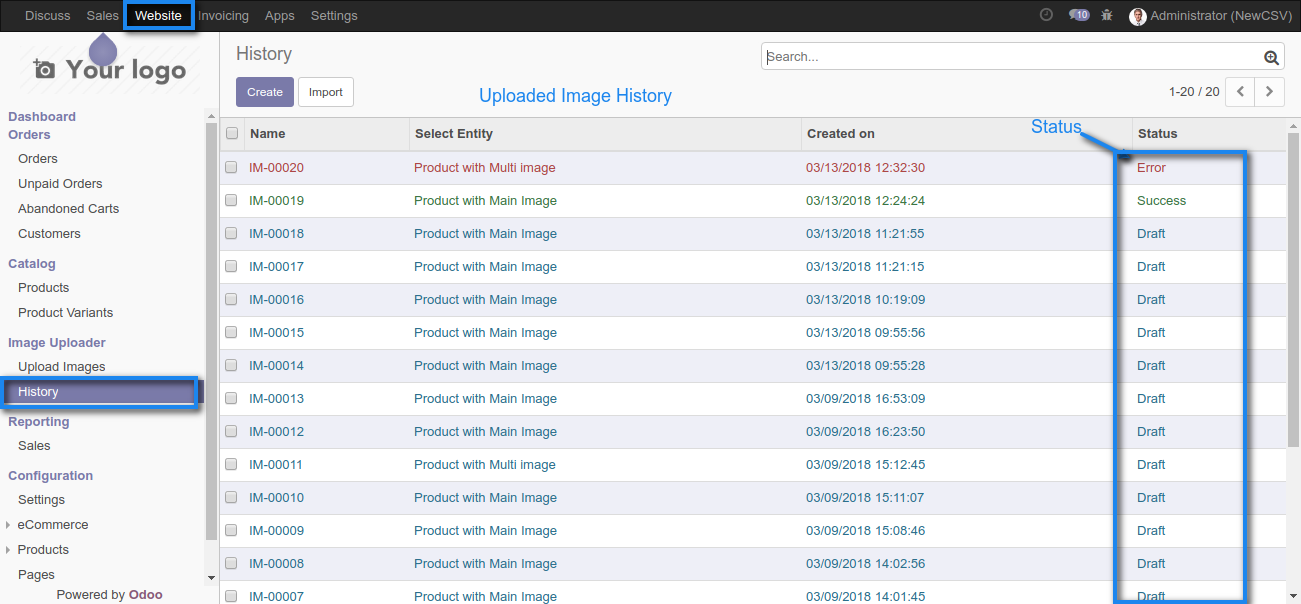 Discuss Sales Website Invoicing Apps Settings 10 Administrator (NewCSV)
Your logo
Dashboard
Orders
Orders
Unpaid Orders
Abandoned Carts
Customers
Catalog
Products
Product Variants
Image Uploader
Upload Images
History
Reporting
Sales
Configuration
Settings
eCommerce
Products
Pages
Powered by Odoo
History
Search...
Create Import
Uploaded Image History
1-20 / 20
Status
Name Select Entity Created on Status
IM-00020 Product with Multi image 03/13/2018 12:32:30 Error
IM-00019 Product with Main Image 03/13/2018 12:24:24 Success
IM-00018 Product with Main Image 03/13/2018 11:21:55 Draft
IM-00017 Product with Main Image 03/13/2018 11:21:15 Draft
IM-00016 Product with Main Image 03/13/2018 10:19:09 Draft
IM-00015 Product with Main Image 03/13/2018 09:55:56 Draft
IM-00014 Product with Main Image 03/13/2018 09:55:28 Draft
IM-00013 Product with Main Image 03/09/2018 16:53:09 Draft
IM-00012 Product with Main Image 03/09/2018 16:23:50 Draft
IM-00011 Product with Multi image 03/09/2018 15:12:45 Draft
IM-00010 Product with Main Image 03/09/2018 15:11:07 Draft
IM-00009 Product with Main Image 03/09/2018 15:08:46 Draft
IM-00008 Product with Main Image 03/09/2018 14:02:56 Draft
IM-00007 Product with Main Image 03/09/2018 14:01:45 Draft